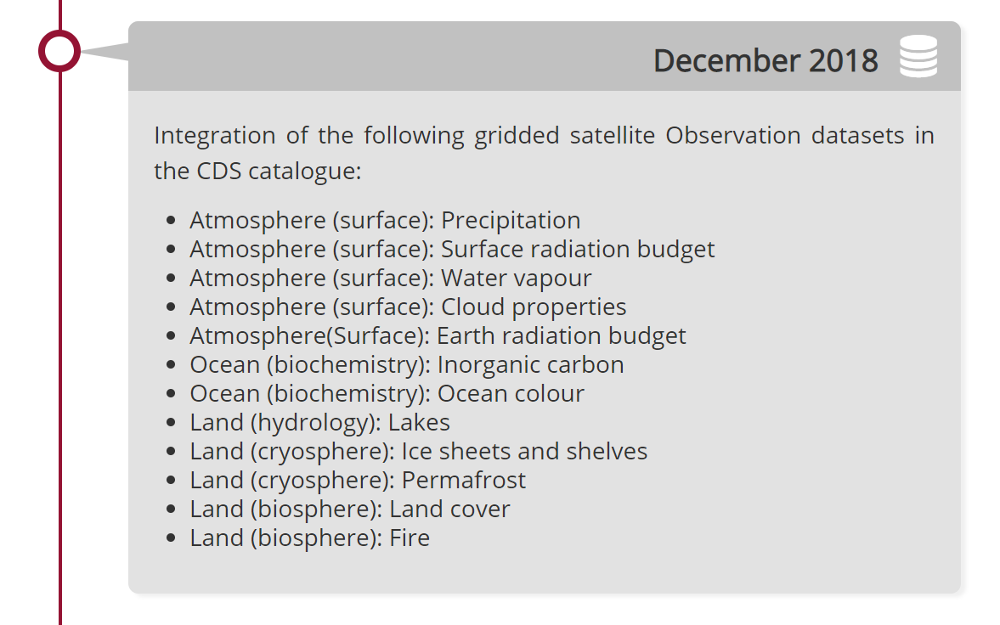 December 2018
Integration of the following gridded satellite Observation datasets in
the CDS catalogue:
• Atmosphere (surface): Precipitation
• Atmosphere (surface): Surface radiation budget
• Atmosphere (surface): Water vapour
• Atmosphere (surface): Cloud properties
• Atmosphere(Surface): Earth radiation budget
• Ocean (biochemistry): Inorganic carbon
• Ocean (biochemistry): Ocean colour
• Land (hydrology): Lakes
• Land (cryosphere): Ice sheets and shelves
• Land (cryosphere): Permafrost
• Land (biosphere): Land cover
• Land (biosphere): Fire